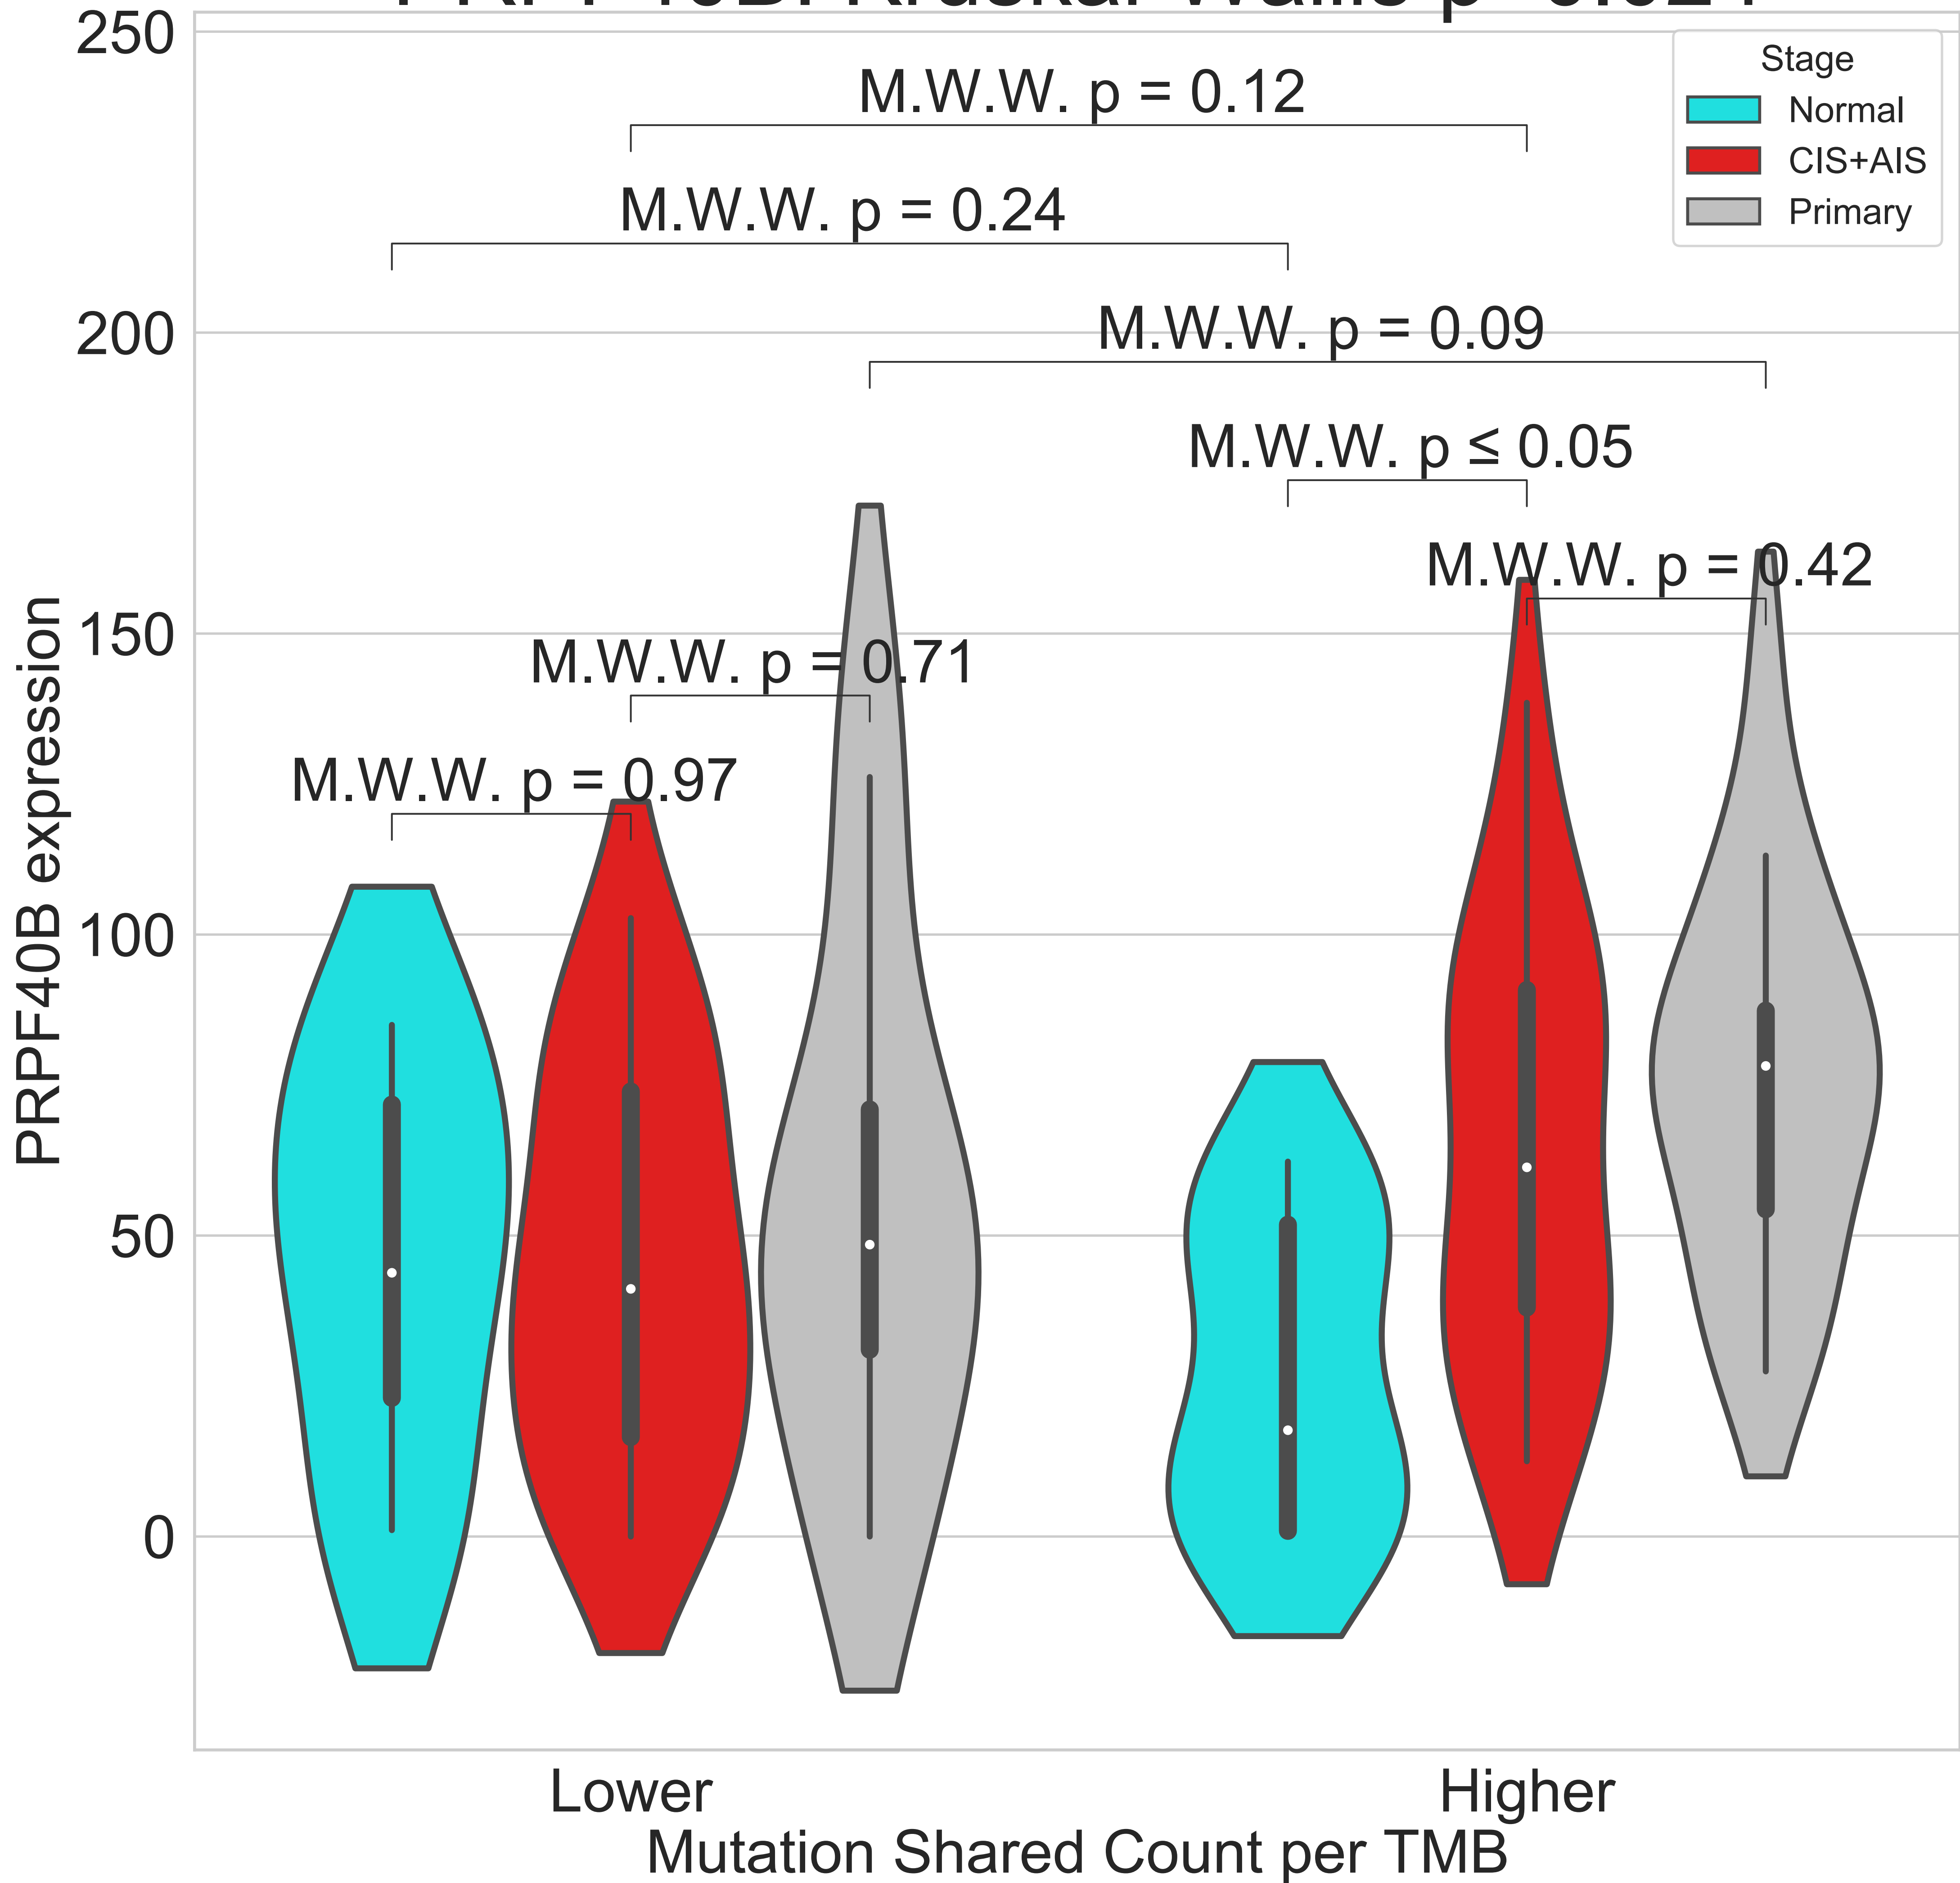 250
200
150
100
50
0
PRPF40B expression
M.W.W. p = 0.12
M.W.W. p = 0.24
M.W.W. p = 0.09
M.W.W. p ≤ 0.05
M.W.W. p = 0.42
M.W.W. p = 0.71
M.W.W. p = 0.97
Stage
Normal
CIS+AIS
Primary
Lower
Higher
Mutation Shared Count per TMB